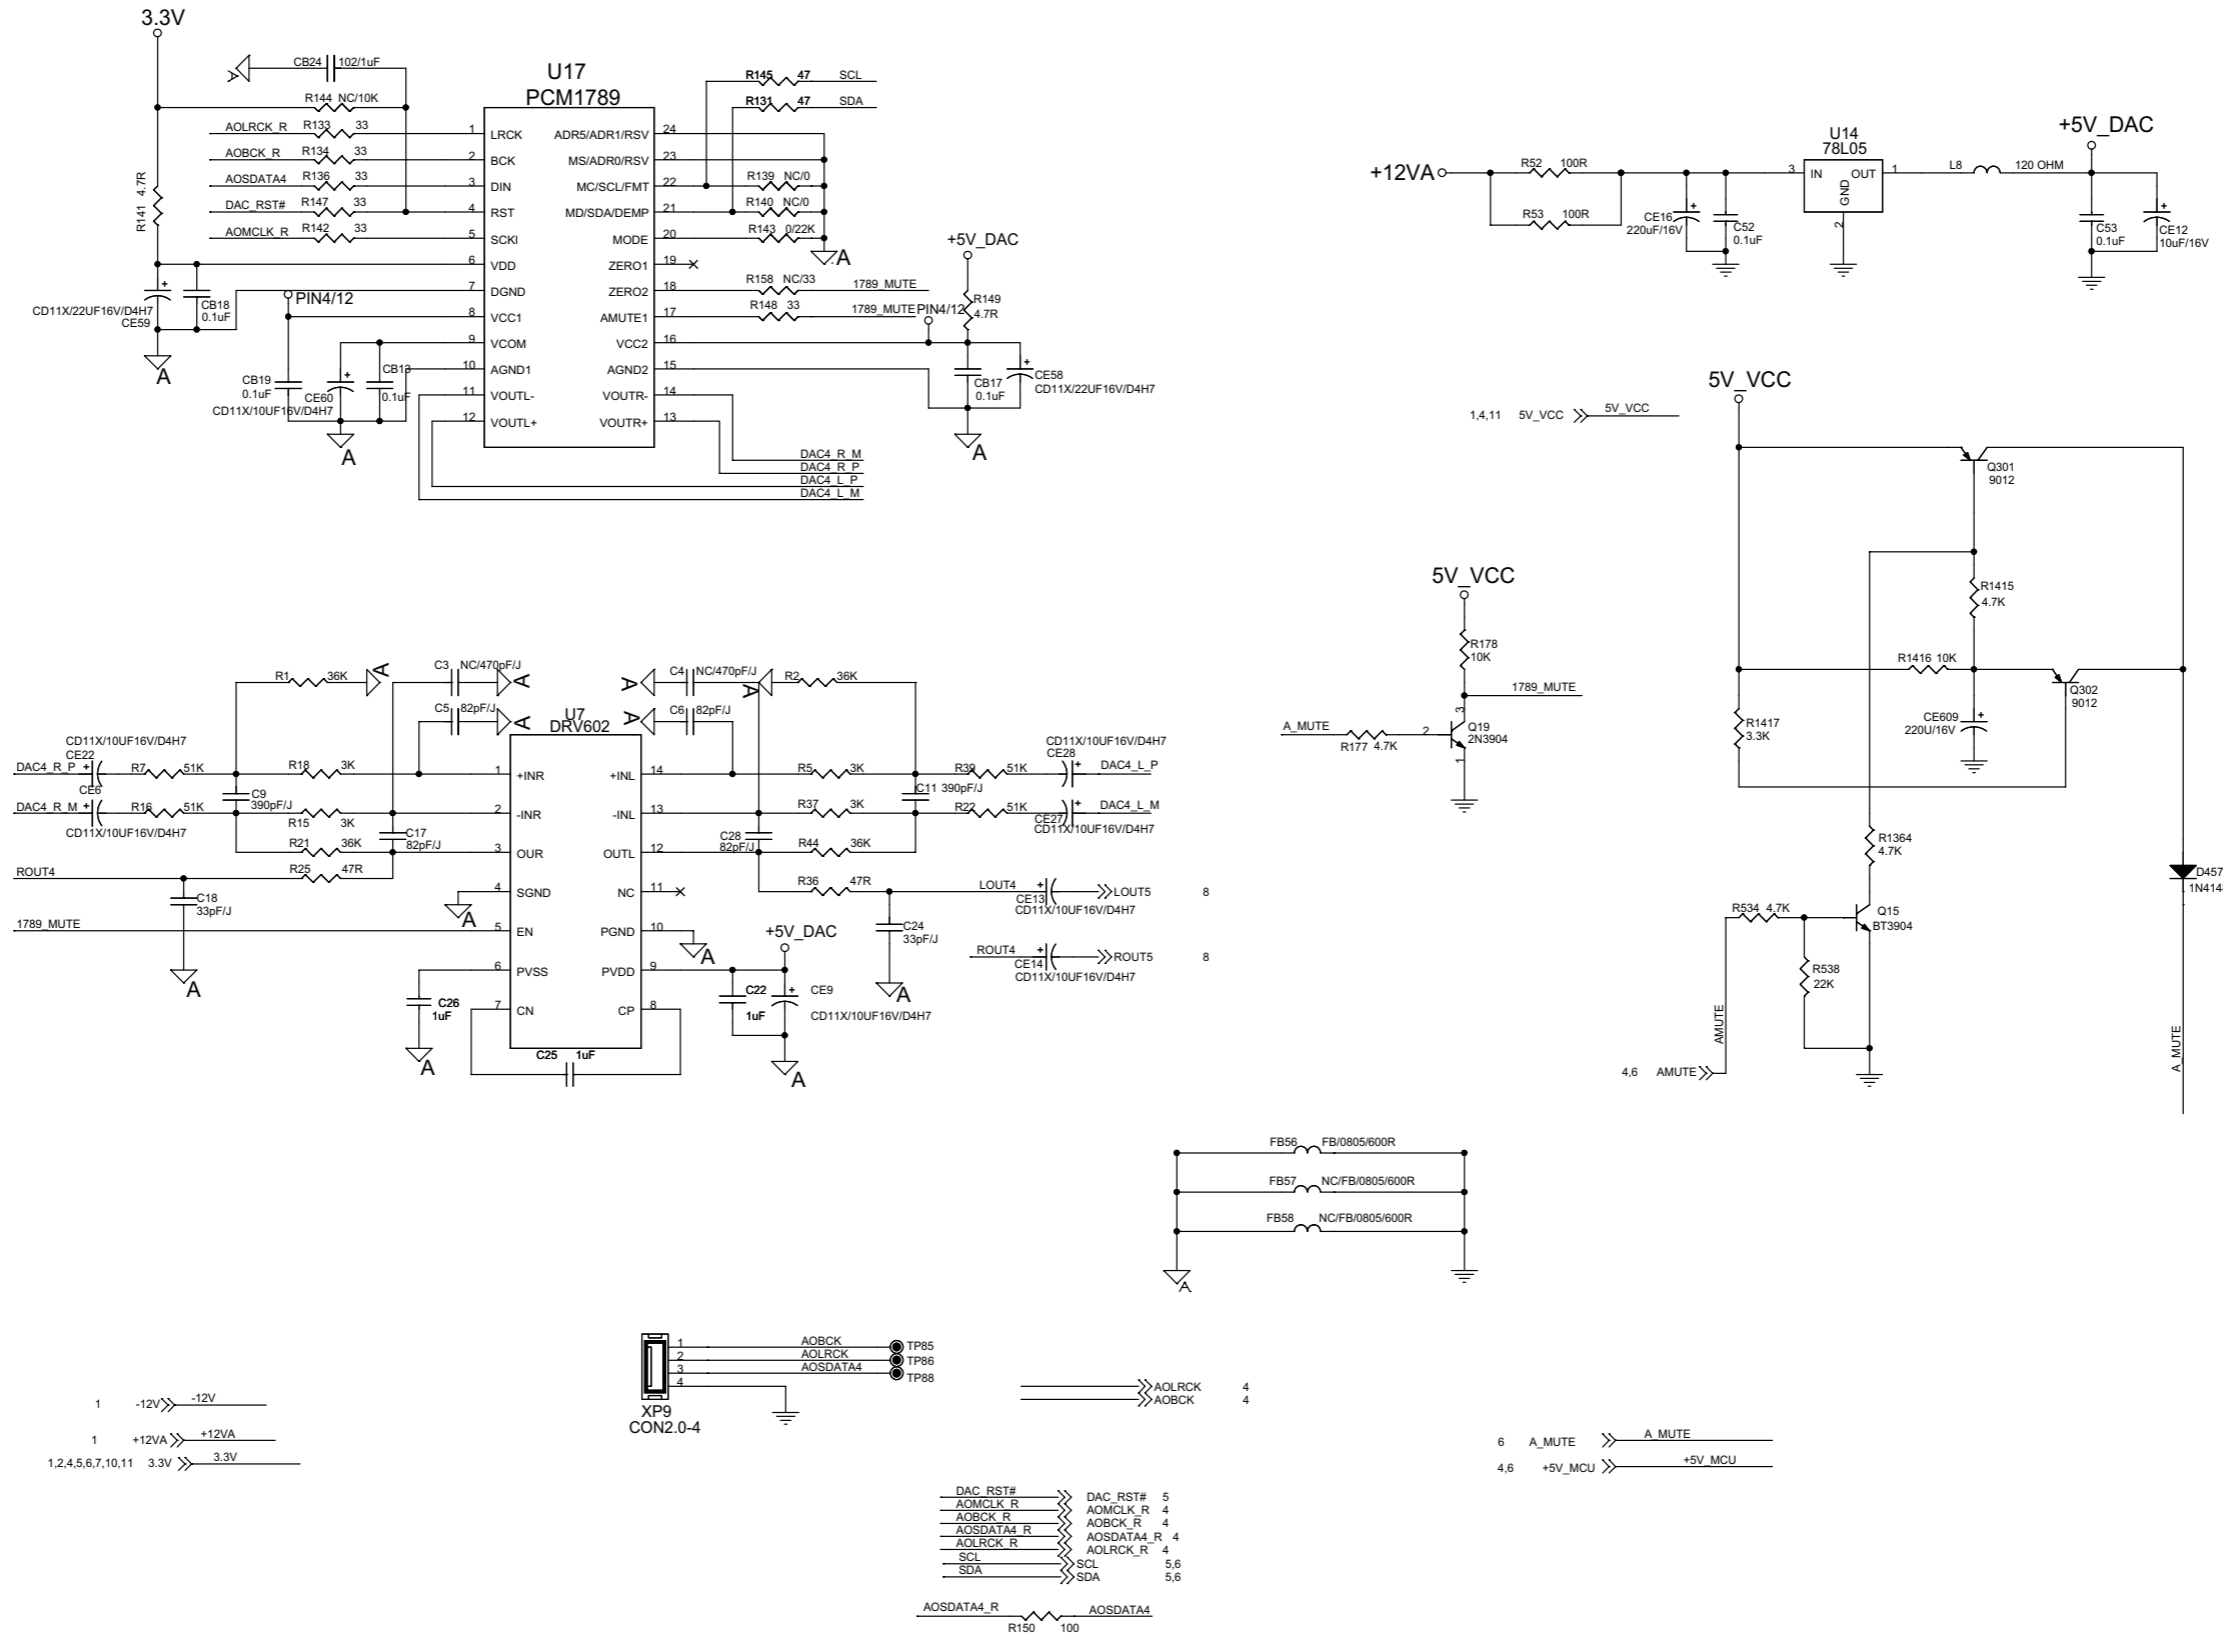 3.3V
CB24 102/1uF
A
R144 NC/10K
AOLRCK_R R133 33
AOBCK_R R134 33
AOSDATA4 R136 33
DAC_RST# R147 33
AOMCLK_R R142 33
R141 4.7R
U17
PCM1789
1 LRCK
2 BCK
3 DIN
4 RST
5 SCKI
6 VDD
7 DGND
8 VCC1
9 VCOM
10 AGND1
11 VOUTL-
12 VOUTL+
ADR5/ADR1/RSV 24
MS/ADR0/RSV 23
MC/SCL/FMT 22
MD/SDA/DEMP 21
MODE 20
ZERO1 19
ZERO2 18
AMUTE1 17
VCC2 16
AGND2 15
VOUTR- 14
VOUTR+ 13
R145 47 SCL
R131 47 SDA
R139 NC/0
R140 NC/0
R143 0/22K
A
R158 NC/33 1789_MUTE
R148 33 1789_MUTE
PIN4/12
+5V_DAC
R149
4.7R
CB17
0.1uF
CE58
CD11X/22UF16V/D4H7
A
CD11X/22UF16V/D4H7
CE59
CB18
0.1uF
A
PIN4/12
CB19
0.1uF
CE60
CD11X/10UF16V/D4H7
CB13
0.1uF
A
DAC4_R_M
DAC4_R_P
DAC4_L_P
DAC4_L_M
+12VA
R52 100R
R53 100R
CE16
220uF/16V
C52
0.1uF
U14
78L05
3 IN
OUT 1
GND
2
L8 120 OHM
+5V_DAC
C53
0.1uF
CE12
10uF/16V
1,4,11 5V_VCC 5V_VCC
5V_VCC
Q301
9012
R1415
4.7K
R1416 10K
Q302
9012
R1417
3.3K
CE609
220U/16V
R1364
4.7K
R534 4.7K
Q15
BT3904
R538
22K
AMUTE
4,6 AMUTE
D457
1N414
A_MUTE
5V_VCC
R178
10K
1789_MUTE
A_MUTE
R177 4.7K
2
3
1
Q19
2N3904
R1 36K
A
C3 NC/470pF/J
A
C5 82pF/J
A
C4 NC/470pF/J
A
C6 82pF/J
A
R2 36K
A
U7
DRV602
1 +INR
2 -INR
3 OUR
4 SGND
5 EN
6 PVSS
7 CN
+INL 14
-INL 13
OUTL 12
NC 11
PGND 10
PVDD 9
CP 8
CD11X/10UF16V/D4H7
CE22
DAC4_R_P R7 51K R18 3K
CE6
DAC4_R_M R16 51K
CD11X/10UF16V/D4H7
C9
390pF/J
R15 3K
R21 36K
R25 47R
C17
82pF/J
ROUT4
C18
33pF/J
A
1789_MUTE
A
C26
1uF
A
C25 1uF
R5 3K
R37 3K
C28
82pF/J
R44 36K
R36 47R
C11 390pF/J
R39 51K
R22 51K
CD11X/10UF16V/D4H7
CE28
DAC4_L_P
DAC4_L_M
CE27
CD11X/10UF16V/D4H7
LOUT4
CE13
CD11X/10UF16V/D4H7
LOUT5 8
C24
33pF/J
A
ROUT4
CE14
CD11X/10UF16V/D4H7
ROUT5 8
A
+5V_DAC
C22
1uF
CE9
CD11X/10UF16V/D4H7
A
FB56 FB/0805/600R
FB57 NC/FB/0805/600R
FB58 NC/FB/0805/600R
A
1 AOBCK TP85
2 AOLRCK TP86
3 AOSDATA4 TP88
4
XP9
CON2.0-4
AOLRCK 4
AOBCK 4
1 -12V -12V
1 +12VA +12VA
1,2,4,5,6,7,10,11 3.3V 3.3V
6 A_MUTE A_MUTE
4,6 +5V_MCU +5V_MCU
DAC_RST# DAC_RST# 5
AOMCLK_R AOMCLK_R 4
AOBCK_R AOBCK_R 4
AOSDATA4_R AOSDATA4_R 4
AOLRCK_R AOLRCK_R 4
SCL SCL 5,6
SDA SDA 5,6
AOSDATA4_R AOSDATA4
R150 100